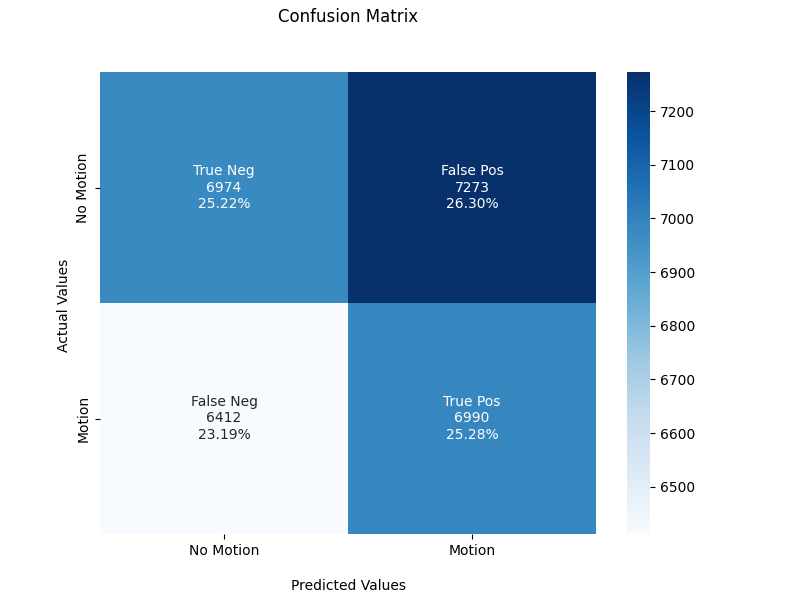 Confusion Matrix
True Neg
6974
25.22%
False Pos
7273
26.30%
False Neg
6412
23.19%
True Pos
6990
25.28%
No Motion
Motion
Actual Values
No Motion
Motion
Predicted Values
7200
7100
7000
6900
6800
6700
6600
6500